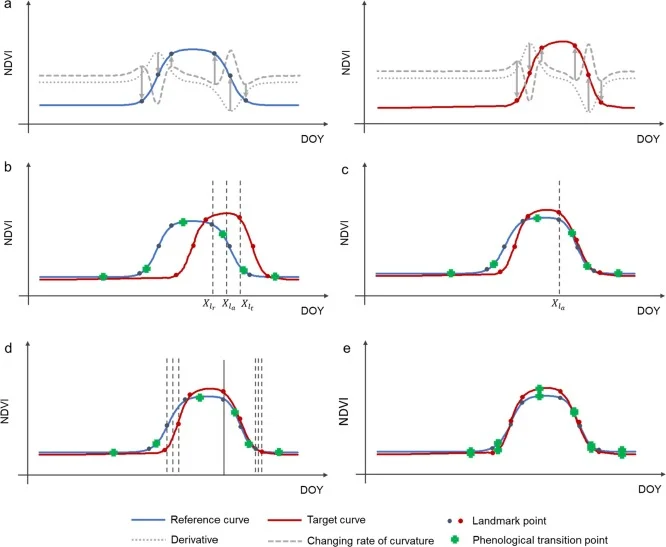 a
NDVI
DOY
NDVI
DOY
b
NDVI
X_{l_r} X_{l_a} X_{l_t}
DOY
c
NDVI
X_{l_a}
DOY
d
NDVI
DOY
e
NDVI
DOY
Reference curve
Target curve
Landmark point
Derivative
Changing rate of curvature
Phenological transition point